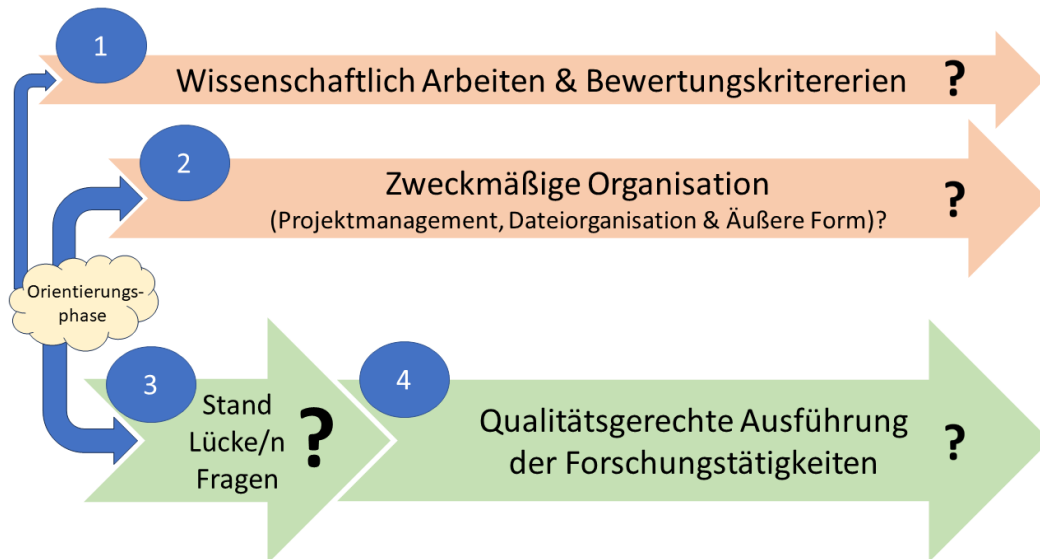 1
Wissenschaftlich Arbeiten & Bewertungskritererien ?
2
Zweckmäßige Organisation
(Projektmanagement, Dateiorganisation & Äußere Form)?
?
Orientierungs-
phase
3
Stand
Lücke/n
Fragen
?
4
Qualitätsgerechte Ausführung
der Forschungstätigkeiten
?